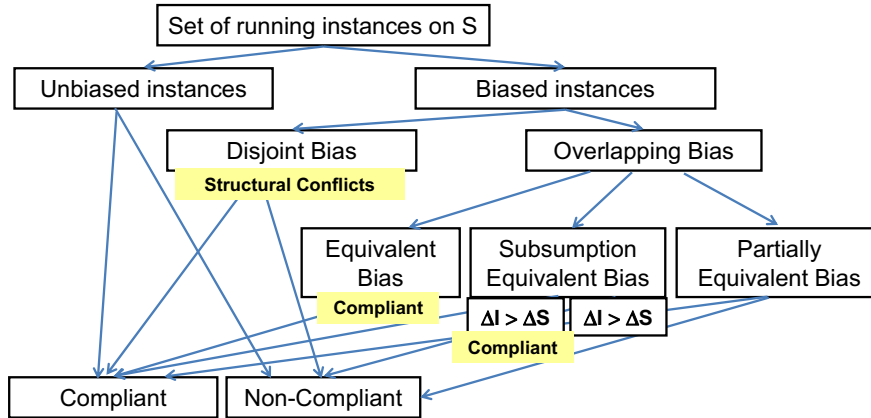 Set of running instances on S
Unbiased instances
Biased instances
Disjoint Bias
Overlapping Bias
Structural Conflicts
Equivalent
Bias
Subsumption
Equivalent Bias
Partially
Equivalent Bias
Compliant
ΔI > ΔS
ΔI > ΔS
Compliant
Compliant
Non-Compliant